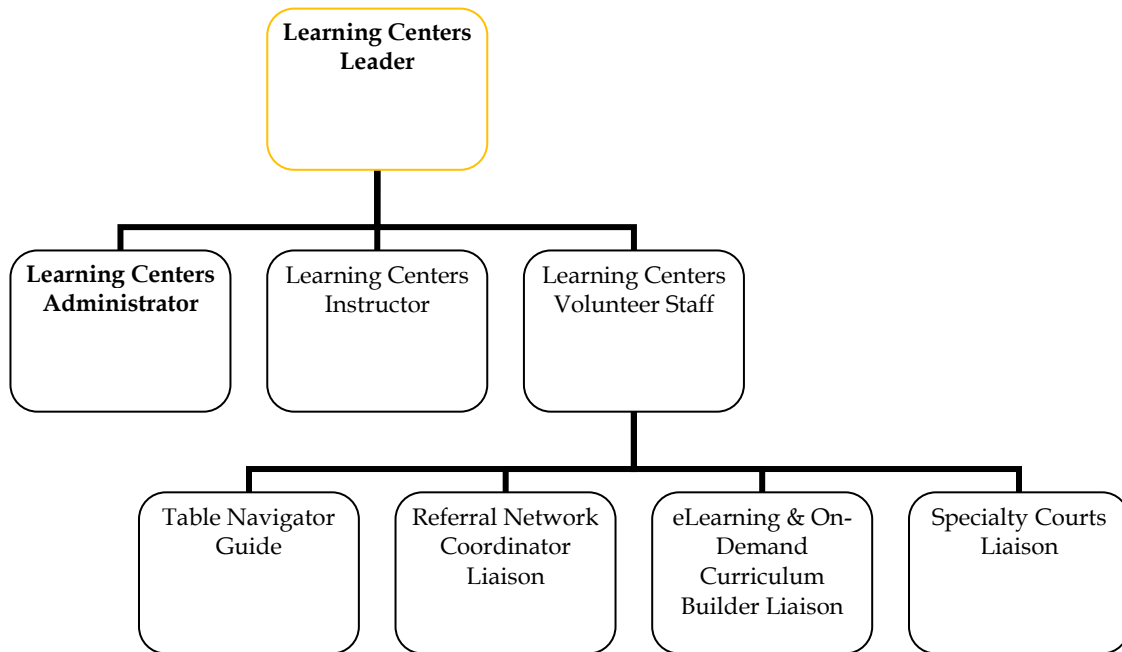 Learning Centers
Leader
Learning Centers
Administrator
Learning Centers
Instructor
Learning Centers
Volunteer Staff
Table Navigator
Guide
Referral Network
Coordinator
Liaison
eLearning & On-
Demand
Curriculum
Builder Liaison
Specialty Courts
Liaison